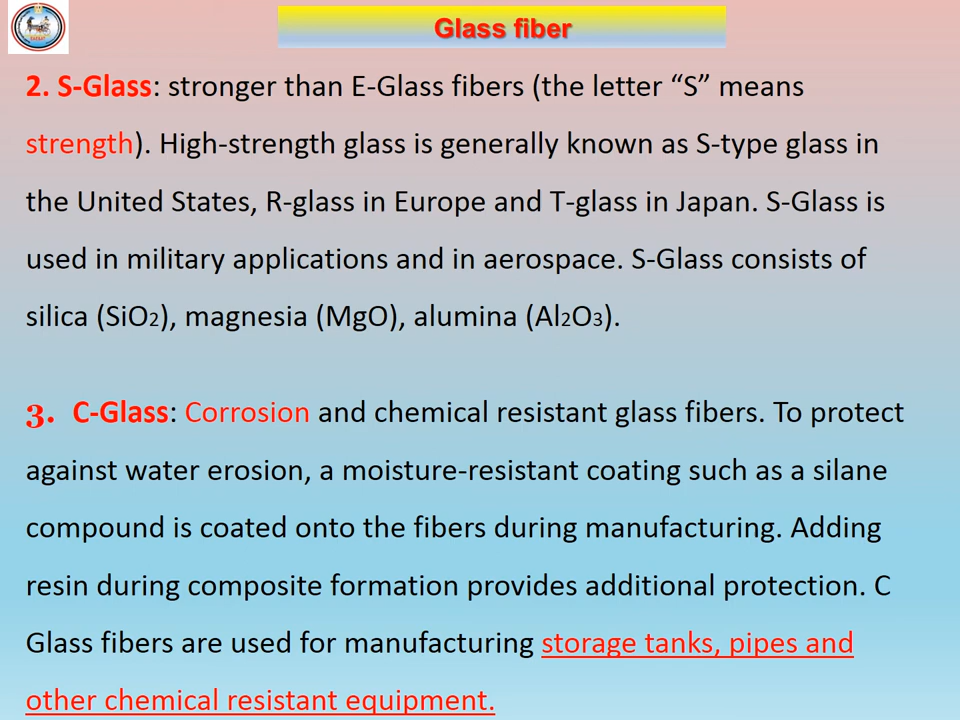 Glass fiber
2. S-Glass: stronger than E-Glass fibers (the letter “S” means
strength). High-strength glass is generally known as S-type glass in
the United States, R-glass in Europe and T-glass in Japan. S-Glass is
used in military applications and in aerospace. S-Glass consists of
silica (SiO2), magnesia (MgO), alumina (Al2O3).
3. C-Glass: Corrosion and chemical resistant glass fibers. To protect
against water erosion, a moisture-resistant coating such as a silane
compound is coated onto the fibers during manufacturing. Adding
resin during composite formation provides additional protection. C
Glass fibers are used for manufacturing storage tanks, pipes and
other chemical resistant equipment.